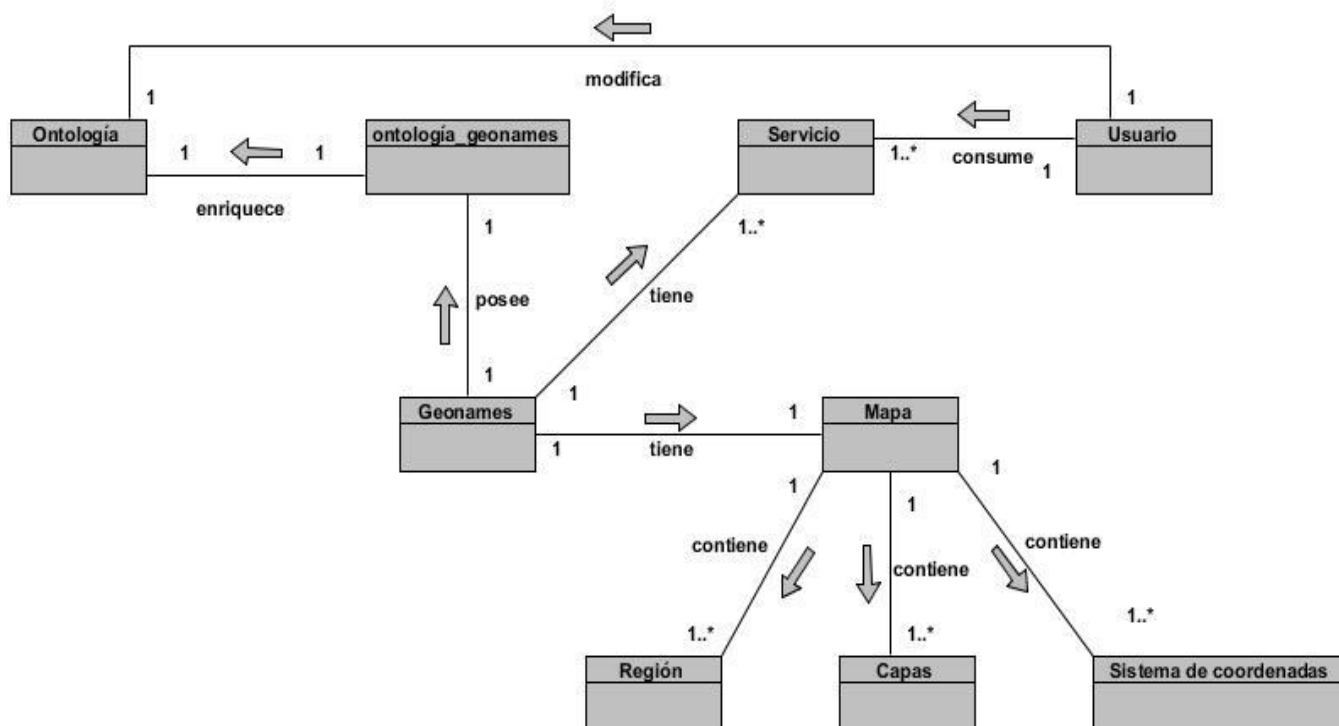 modifica
1
1
Ontología
ontología_geonames
Servicio
Usuario
1
1
1..*
consume
1
enriquece
1
1..*
posee
tiene
1
1
Geonames
1
Mapa
1
tiene
1
1
1
1
contiene
contiene
contiene
1..*
1..*
1..*
Región
Capas
Sistema de coordenadas